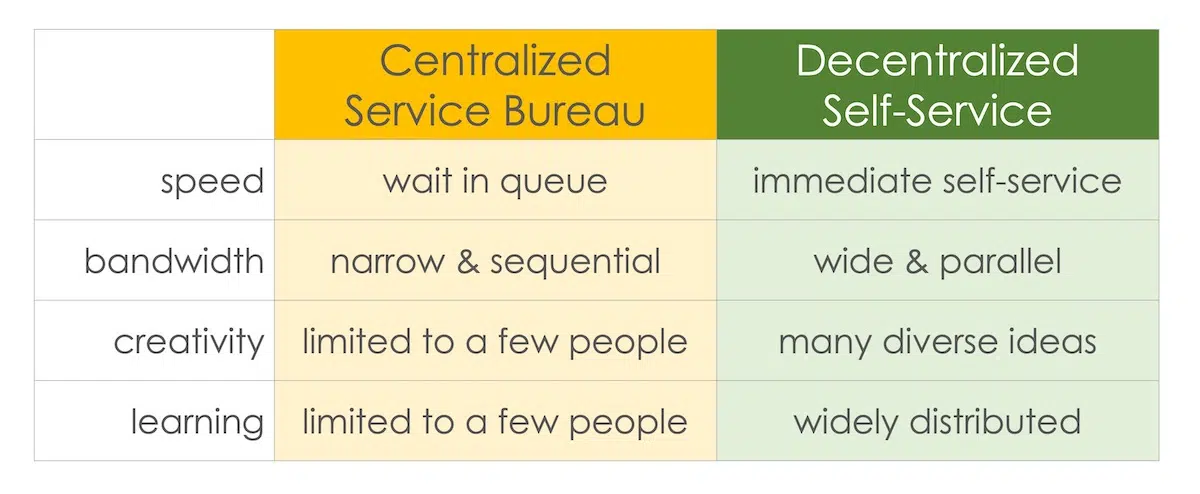 Centralized
Service Bureau
Decentralized
Self-Service
speed
wait in queue
immediate self-service
bandwidth
narrow & sequential
wide & parallel
creativity
limited to a few people
many diverse ideas
learning
limited to a few people
widely distributed